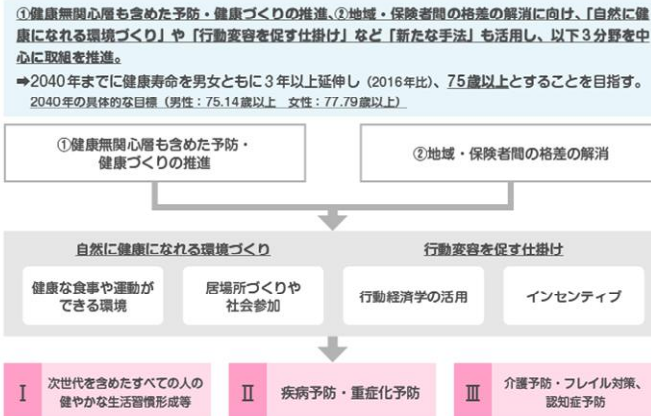 ①健康無関心層も含めた予防・健康づくりの推進、②地域・保険者間の格差の解消に向け、「自然に健
康になれる環境づくり」や「行動変容を促す仕掛け」など「新たな手法」も活用し、以下3分野を中
心に取組を推進。
➡2040年までに健康寿命を男女ともに3年以上延伸し（2016年比）、75歳以上とすることを目指す。
2040年の具体的な目標（男性：75.14歳以上　女性：77.79歳以上）
①健康無関心層も含めた予防・
健康づくりの推進
②地域・保険者間の格差の解消
自然に健康になれる環境づくり
行動変容を促す仕掛け
健康な食事や運動が
できる環境
居場所づくりや
社会参加
行動経済学の活用
インセンティブ
Ⅰ
次世代を含めたすべての人の
健やかな生活習慣形成等
Ⅱ
疾病予防・重症化予防
Ⅲ
介護予防・フレイル対策、
認知症予防